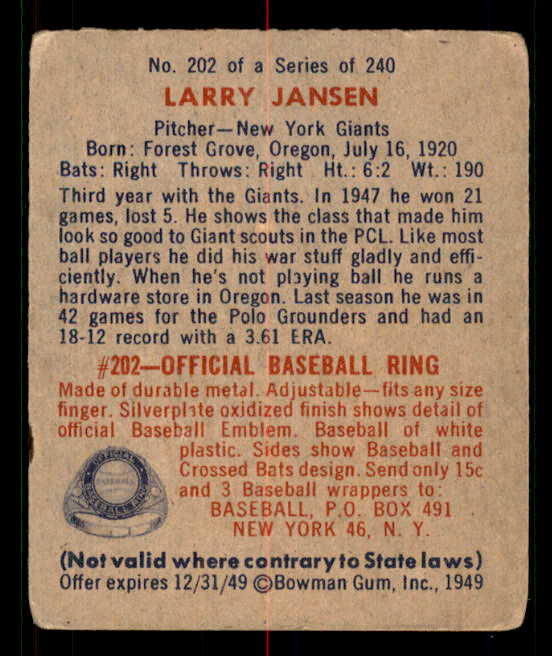 No. 202 of a Series of 240
LARRY JANSEN
Pitcher—New York Giants
Born: Forest Grove, Oregon, July 16, 1920
Bats: Right Throws: Right Ht.: 6:2 Wt.: 190
Third year with the Giants. In 1947 he won 21
games, lost 5. He shows the class that made him
look so good to Giant scouts in the PCL. Like most
ball players he did his war stuff gladly and effi-
ciently. When he's not playing ball he runs a
hardware store in Oregon. Last season he was in
42 games for the Polo Grounders and had an
18-12 record with a 3.61 ERA.
#202—OFFICIAL BASEBALL RING
Made of durable metal. Adjustable—fits any size
finger. Silverplate oxidized finish shows detail of
official Baseball Emblem. Baseball of white
plastic. Sides show Baseball and
Crossed Bats design. Send only 15c
and 3 Baseball wrappers to:
BASEBALL, P.O. BOX 491
NEW YORK 46, N. Y.
OFFICIAL
BASEBALL
BASEBALL RING
(Not valid where contrary to State laws)
Offer expires 12/31/49 ©Bowman Gum, Inc., 1949